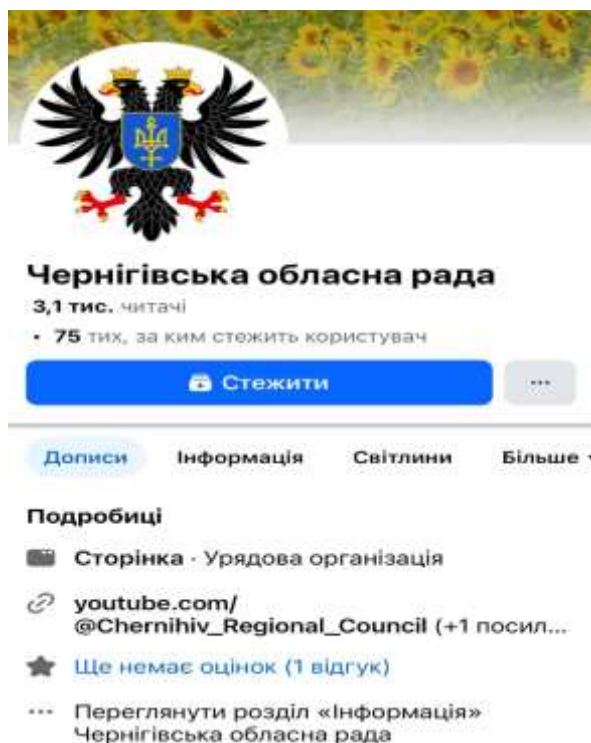 Чернігівська обласна рада
3,1 тис. читачі
• 75 тих, за ким стежить користувач
Стежити
...
Дописи Інформація Світлини Більше
Подробиці
Сторінка · Урядова організація
youtube.com/
@Chernihiv_Regional_Council (+1 посил...
Ще немає оцінок (1 відгук)
Переглянути розділ «Інформація»
Чернігівська обласна рада